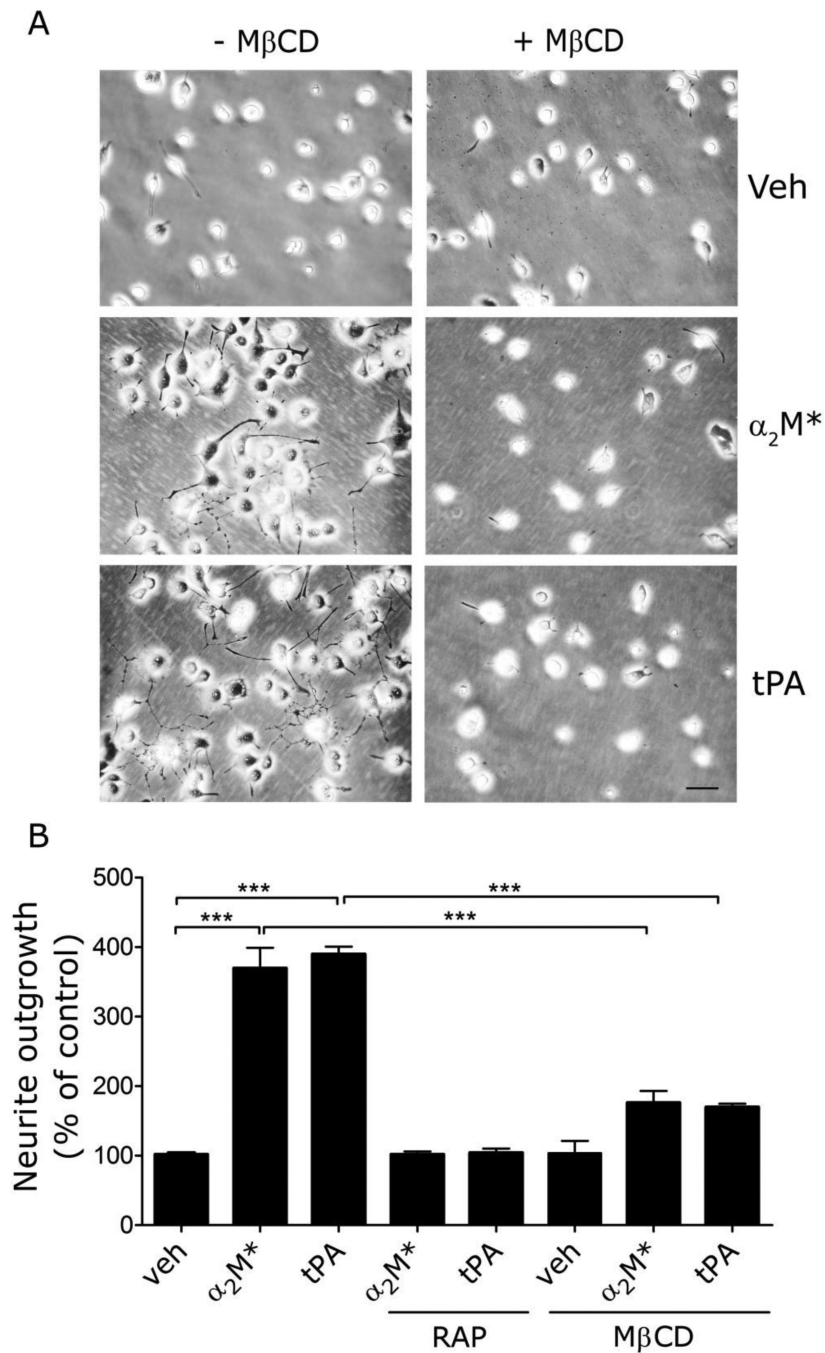 A
- MβCD + MβCD
Veh
α₂M*
tPA
B
Neurite outgrowth
(% of control)
500
400
300
200
100
0
*** ***
*** ***
veh α₂M* tPA α₂M* tPA veh α₂M* tPA
RAP MβCD